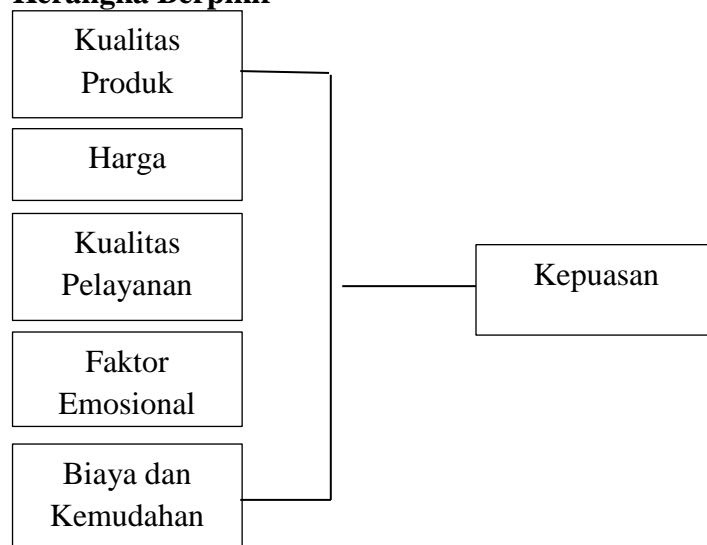 Kerangka Berpikir
Kualitas
Produk
Harga
Kualitas
Pelayanan
Kepuasan
Faktor
Emosional
Biaya dan
Kemudahan